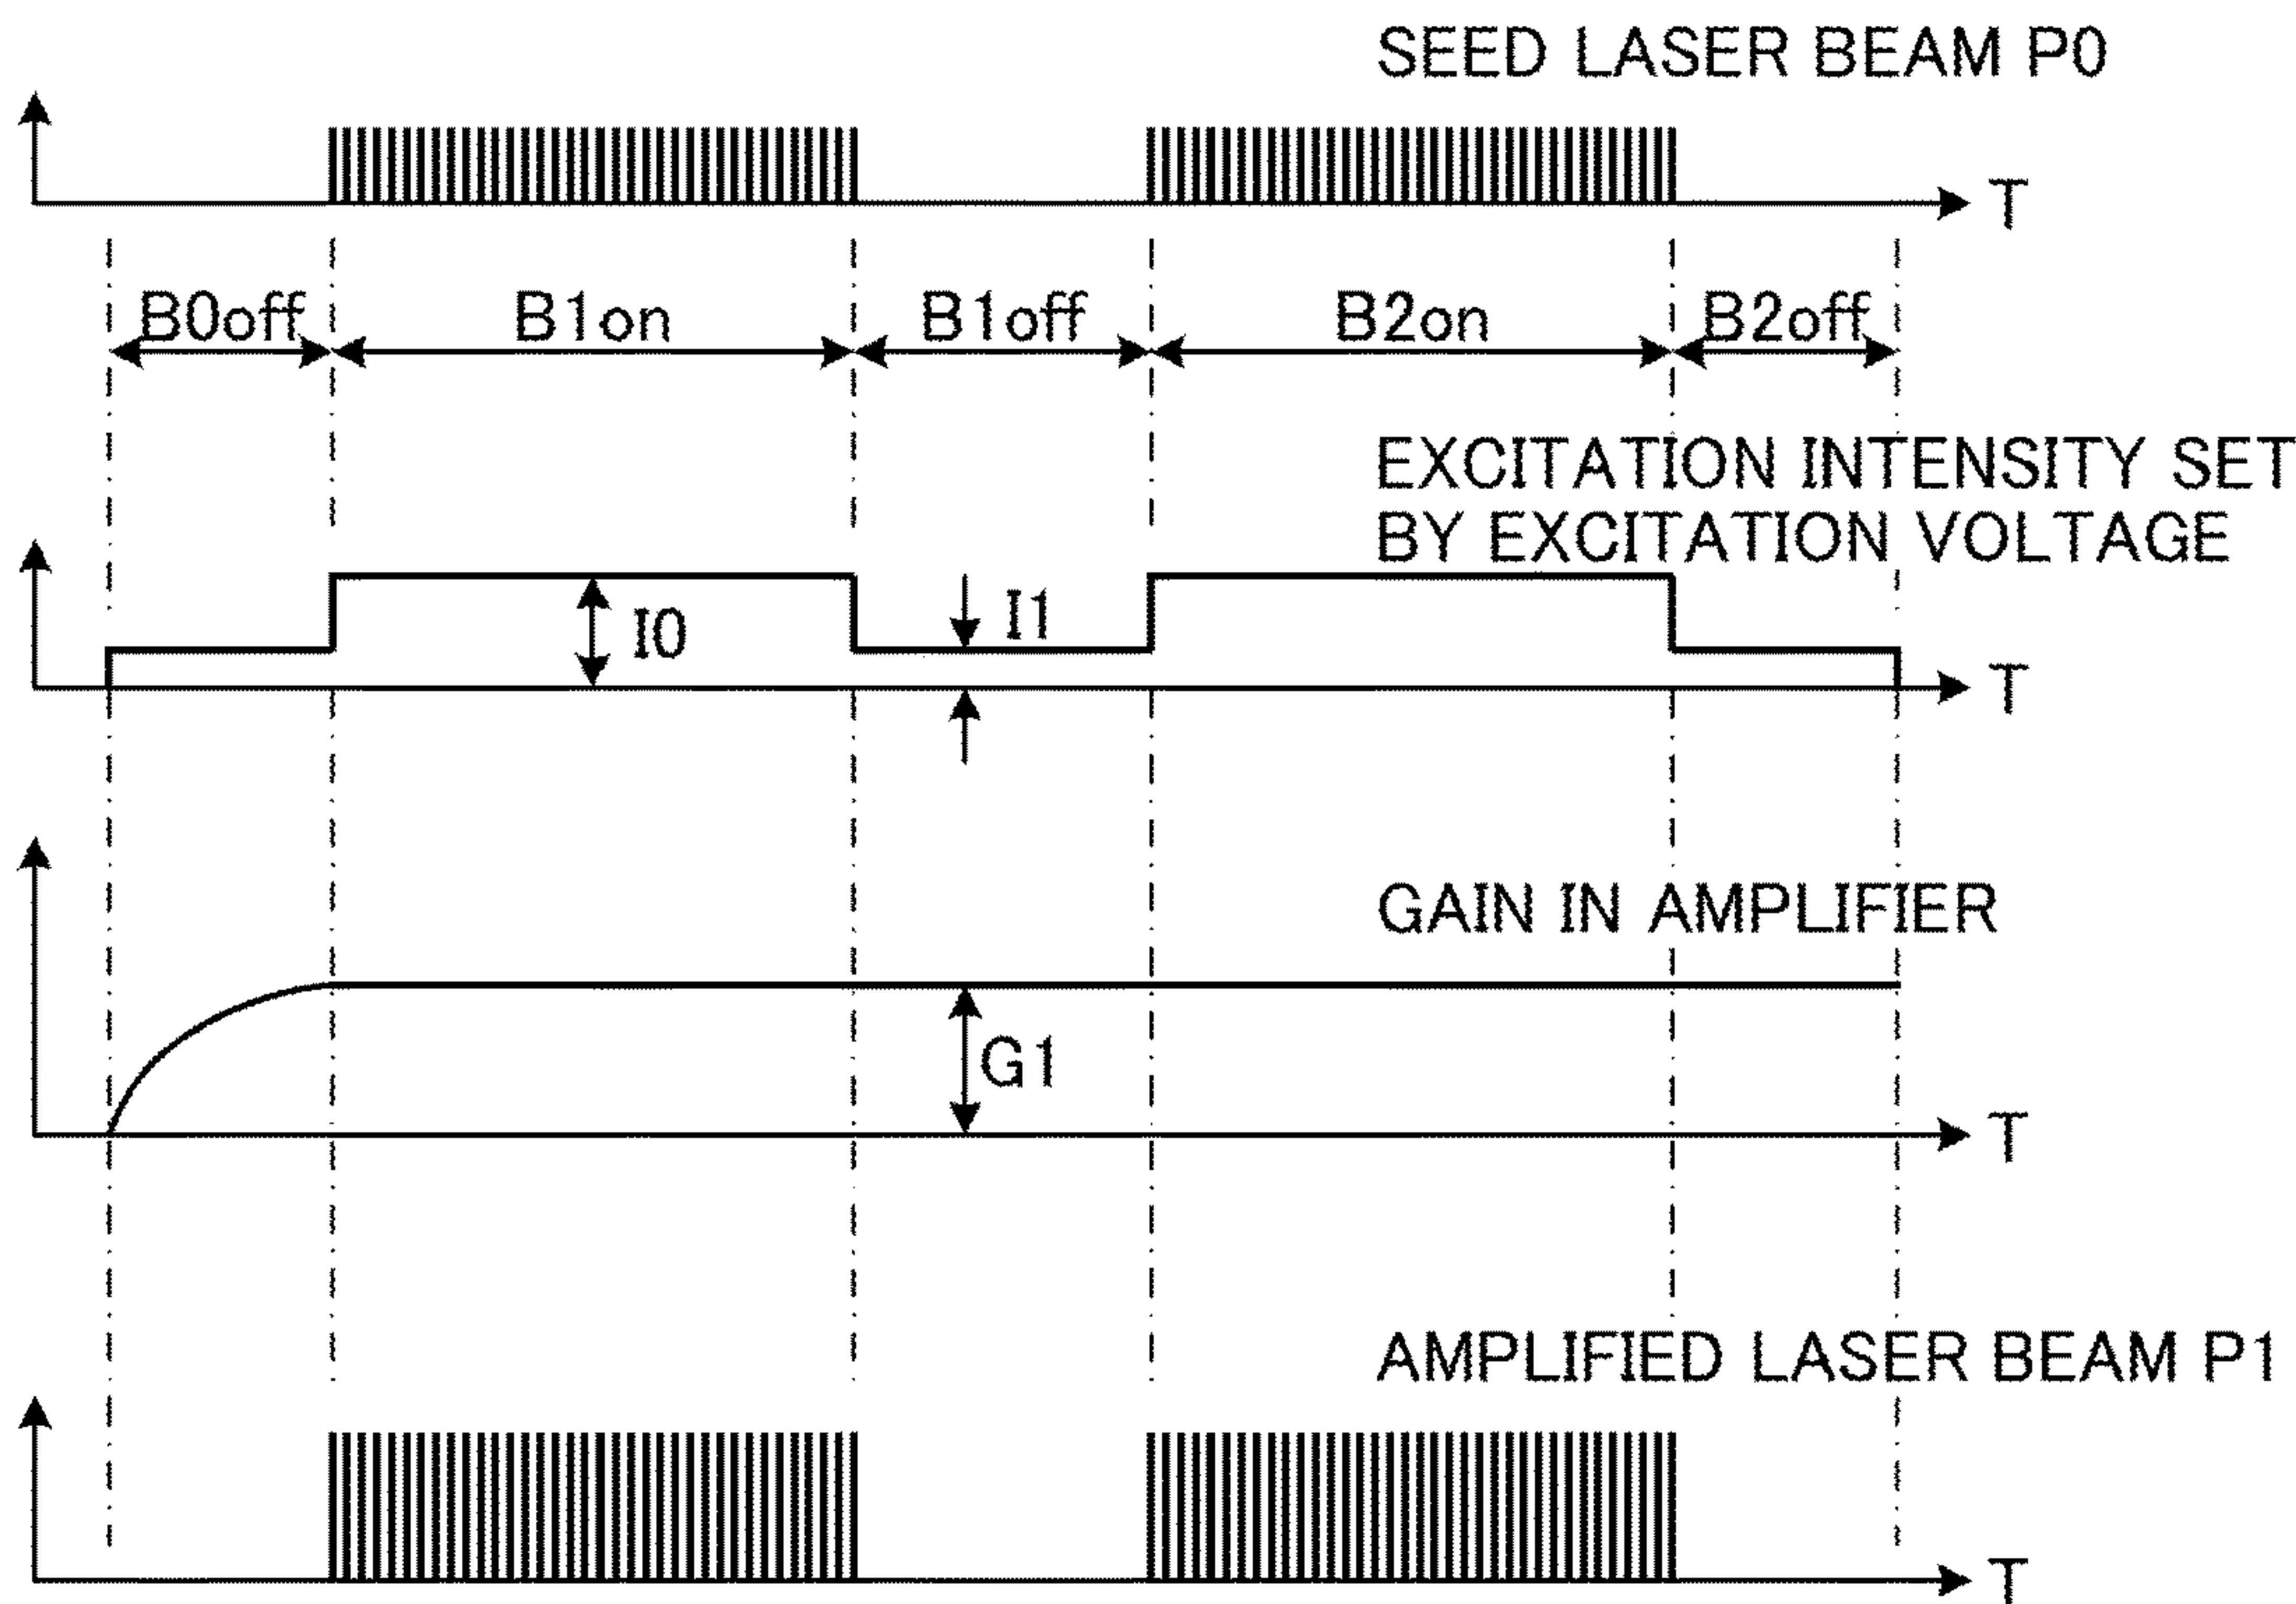 SEED LASER BEAM P0
T
B0off B1on B1off B2on B2off
EXCITATION INTENSITY SET
BY EXCITATION VOLTAGE
I0 I1
T
GAIN IN AMPLIFIER
G1
T
AMPLIFIED LASER BEAM P1
T